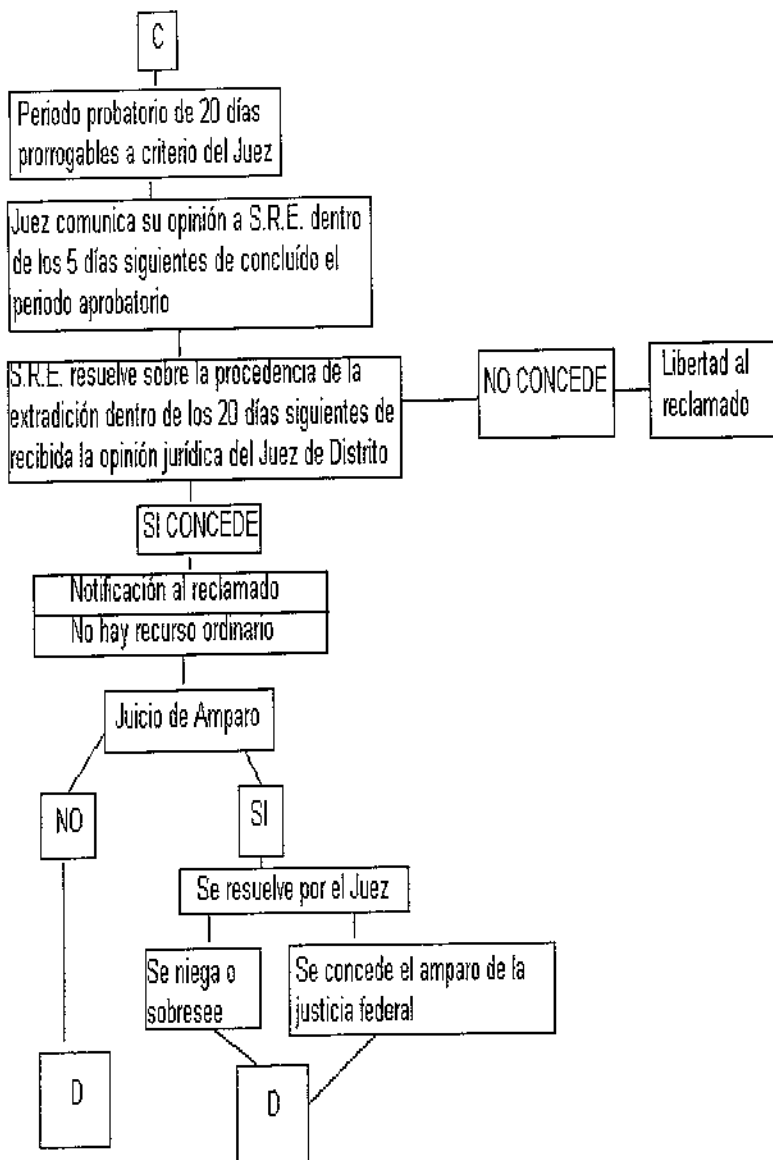 C
Periodo probatorio de 20 días
prorrogables a criterio del Juez
Juez comunica su opinión a S.R.E. dentro
de los 5 días siguientes de concluído el
periodo aprobatorio
S.R.E. resuelve sobre la procedencia de la
extradición dentro de los 20 días siguientes de
recibida la opinión jurídica del Juez de Distrito
NO CONCEDE
Libertad al
reclamado
SI CONCEDE
Notificación al reclamado
No hay recurso ordinario
Juicio de Amparo
NO
SI
Se resuelve por el Juez
Se niega o
sobresee
Se concede el amparo de la
justicia federal
D
D